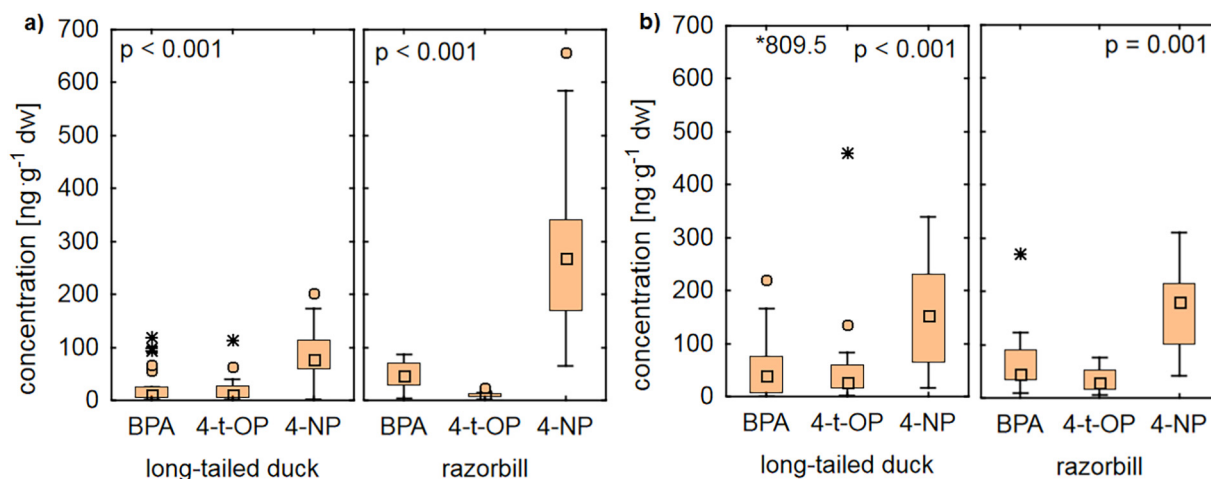 a)
concentration [ng·g⁻¹ dw]
700
600
500
400
300
200
100
0
p < 0.001
p < 0.001
BPA 4-t-OP 4-NP
BPA 4-t-OP 4-NP
long-tailed duck
razorbill
b)
concentration [ng·g⁻¹ dw]
700
600
500
400
300
200
100
0
*809.5
p < 0.001
p = 0.001
BPA 4-t-OP 4-NP
BPA 4-t-OP 4-NP
long-tailed duck
razorbill